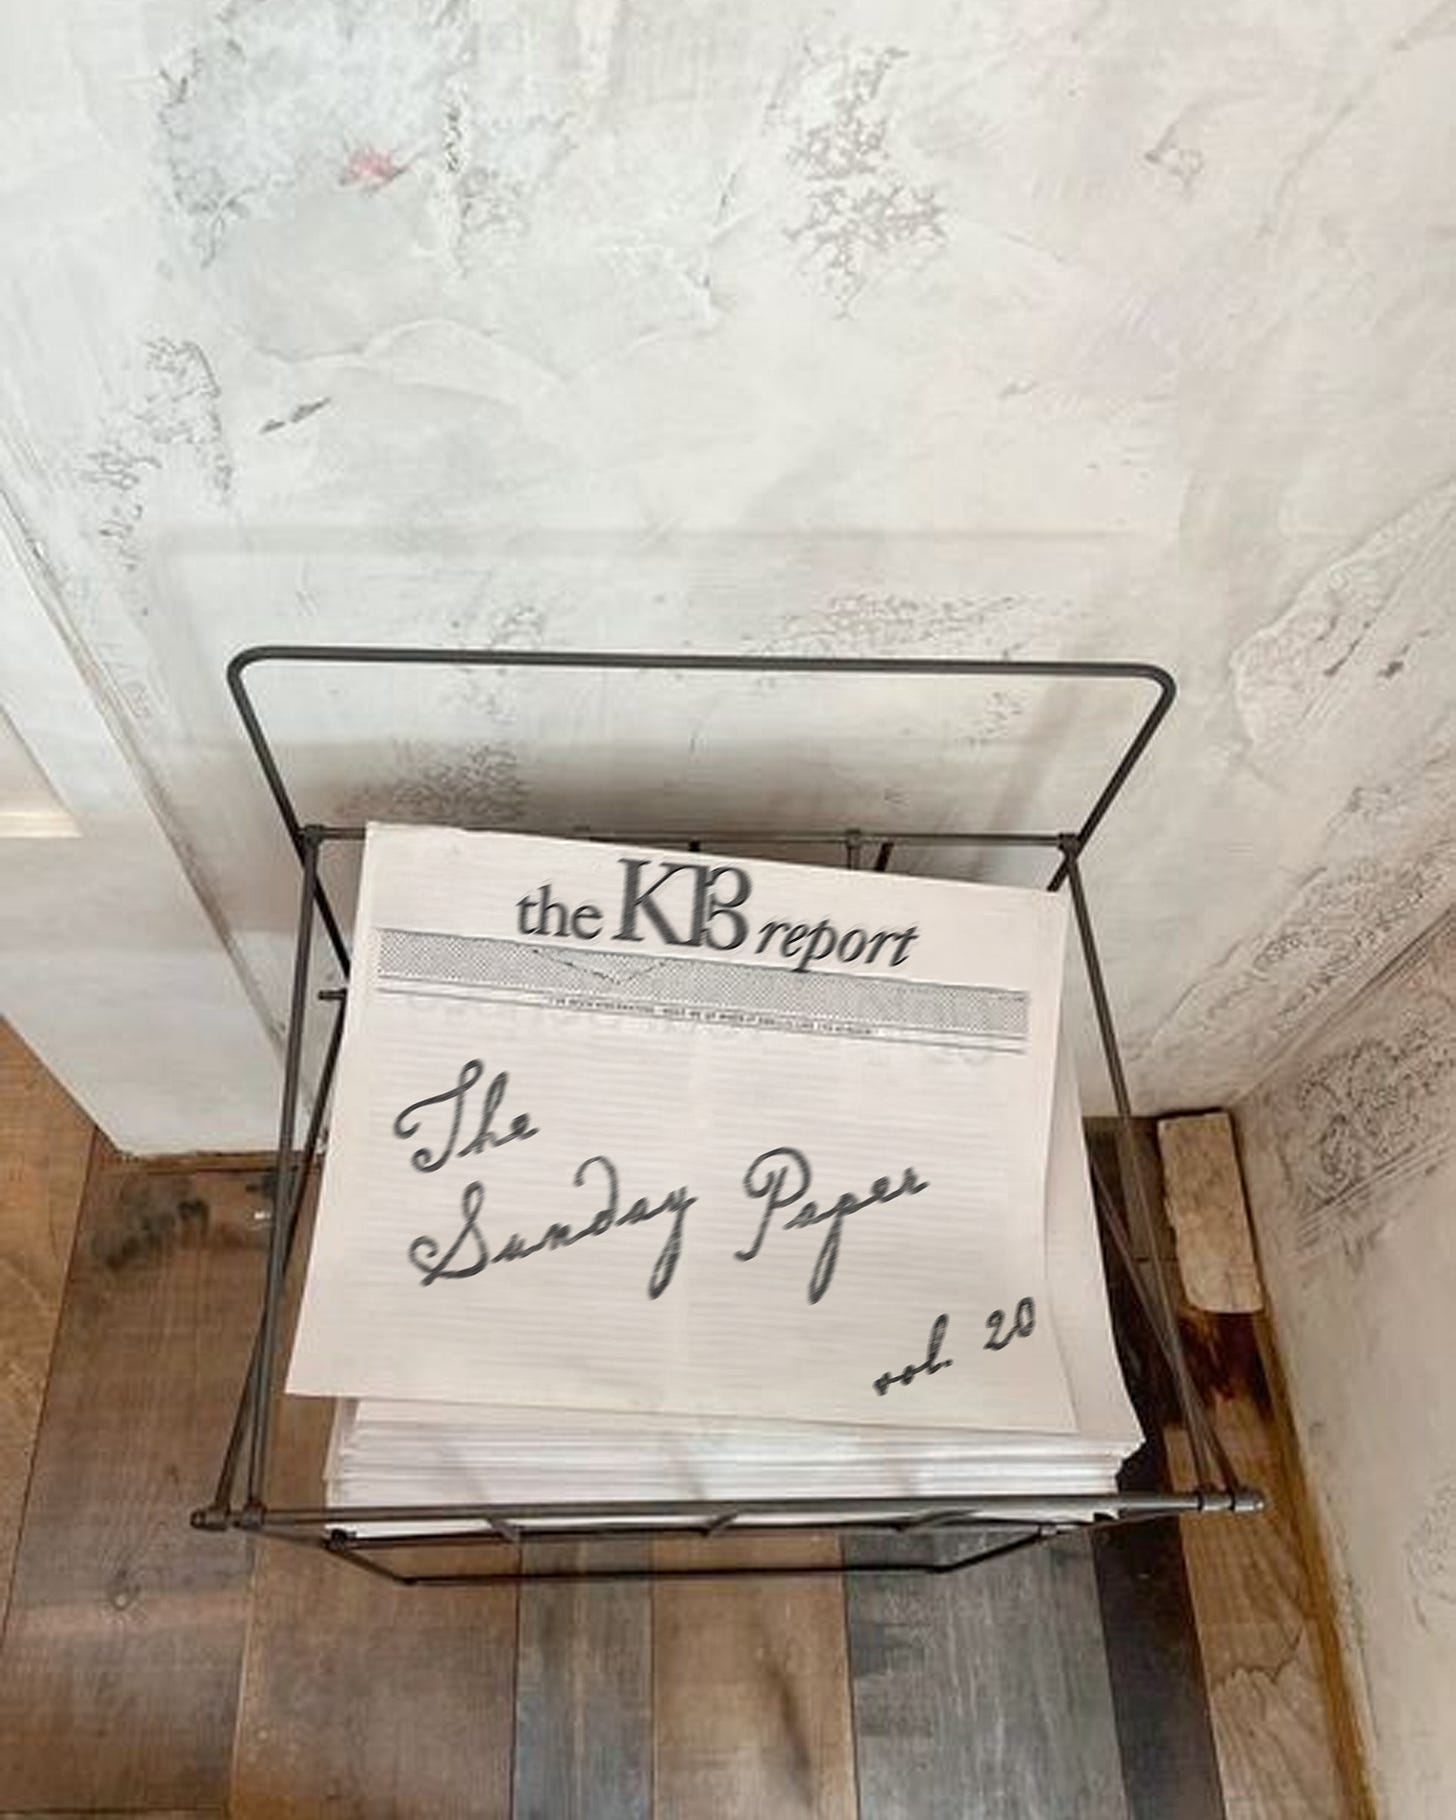 the KB report
The
Sunday Paper
vol. 20